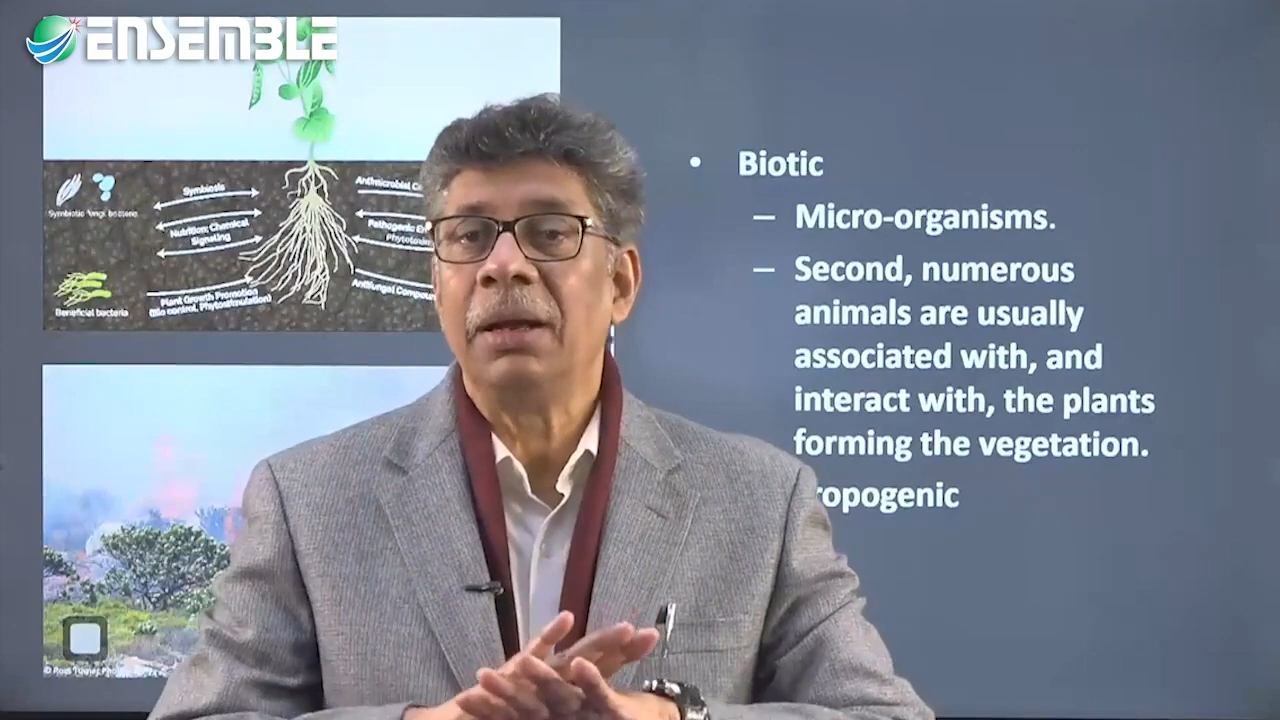 ENSEMBLE
Symbiosis
Symbiotic fungi bacteria
Nutrition; Chemical
Signaling
Plant Growth Promotion
(Bio control, Phytostimulation)
Beneficial bacteria
Antimicrobial
Pathogenic
Antifungal
• Biotic
– Micro-organisms.
– Second, numerous
animals are usually
associated with, and
interact with, the plants
forming the vegetation.
ropogenic